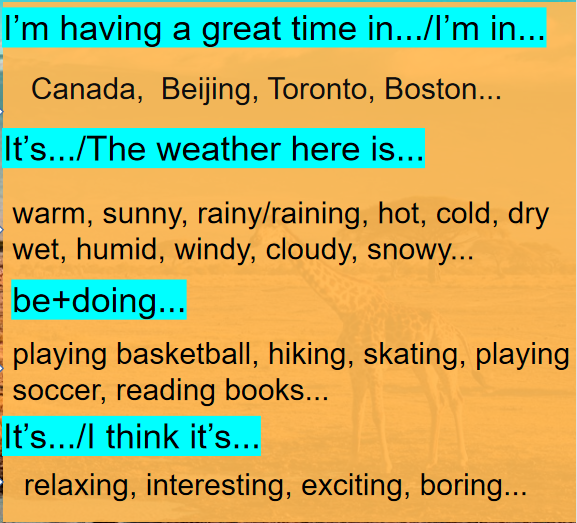 I'm having a great time in.../I'm in...
Canada, Beijing, Toronto, Boston...
It's.../The weather here is...
warm, sunny, rainy/raining, hot, cold, dry
wet, humid, windy, cloudy, snowy...
be+doing...
playing basketball, hiking, skating, playing
soccer, reading books...
It's.../I think it's...
relaxing, interesting, exciting, boring...